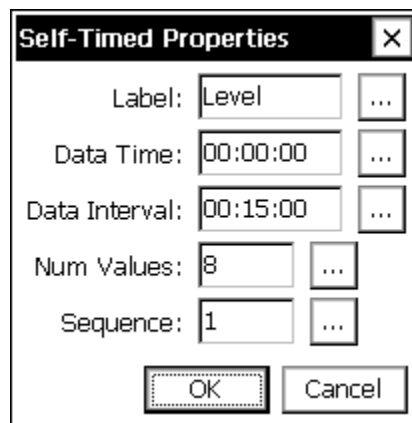 Self-Timed Properties
Label: Level ...
Data Time: 00:00:00 ...
Data Interval: 00:15:00 ...
Num Values: 8 ...
Sequence: 1 ...
OK Cancel